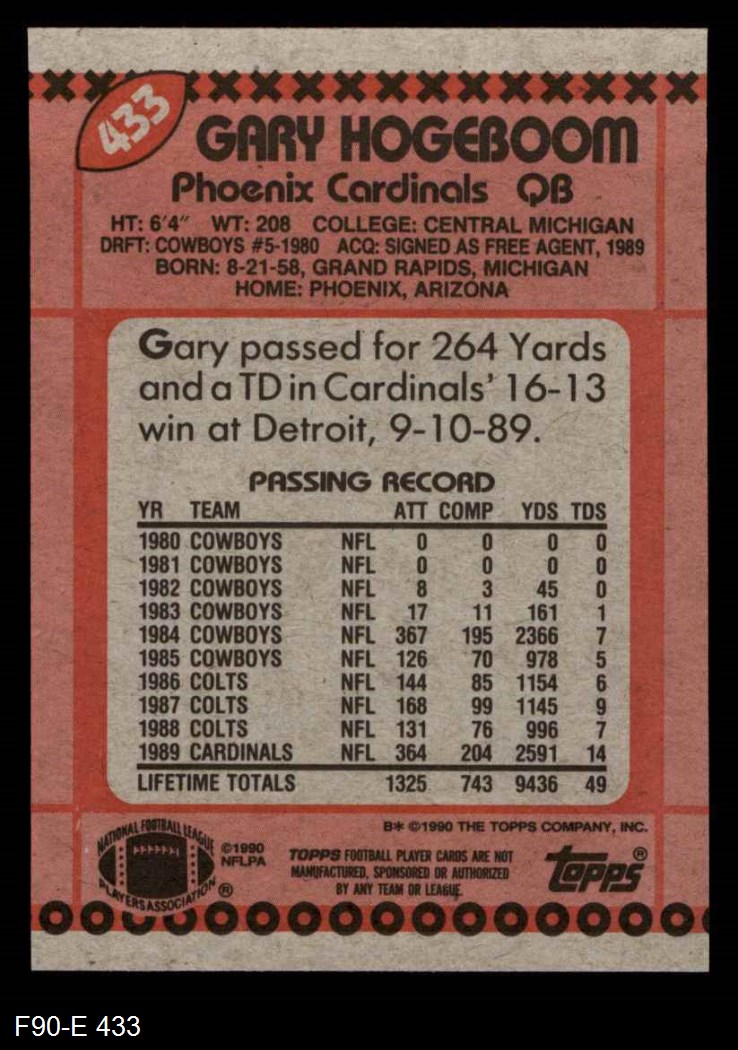 433
GARY HOGEBOOM
Phoenix Cardinals QB
HT: 6'4" WT: 208 COLLEGE: CENTRAL MICHIGAN
DRFT: COWBOYS #5-1980 ACQ: SIGNED AS FREE AGENT, 1989
BORN: 8-21-58, GRAND RAPIDS, MICHIGAN
HOME: PHOENIX, ARIZONA
Gary passed for 264 Yards
and a TD in Cardinals' 16-13
win at Detroit, 9-10-89.
PASSING RECORD
YR TEAM ATT COMP YDS TDS
1980 COWBOYS NFL 0 0 0 0
1981 COWBOYS NFL 0 0 0 0
1982 COWBOYS NFL 8 3 45 0
1983 COWBOYS NFL 17 11 161 1
1984 COWBOYS NFL 367 195 2366 7
1985 COWBOYS NFL 126 70 978 5
1986 COLTS NFL 144 85 1154 6
1987 COLTS NFL 168 99 1145 9
1988 COLTS NFL 131 76 996 7
1989 CARDINALS NFL 364 204 2591 14
LIFETIME TOTALS 1325 743 9436 49
B* ©1990 THE TOPPS COMPANY, INC.
NATIONAL FOOTBALL LEAGUE
PLAYERS ASSOCIATION ®
©1990
NFLPA
TOPPS FOOTBALL PLAYER CARDS ARE NOT
MANUFACTURED, SPONSORED OR AUTHORIZED
BY ANY TEAM OR LEAGUE.
topps®
F90-E 433